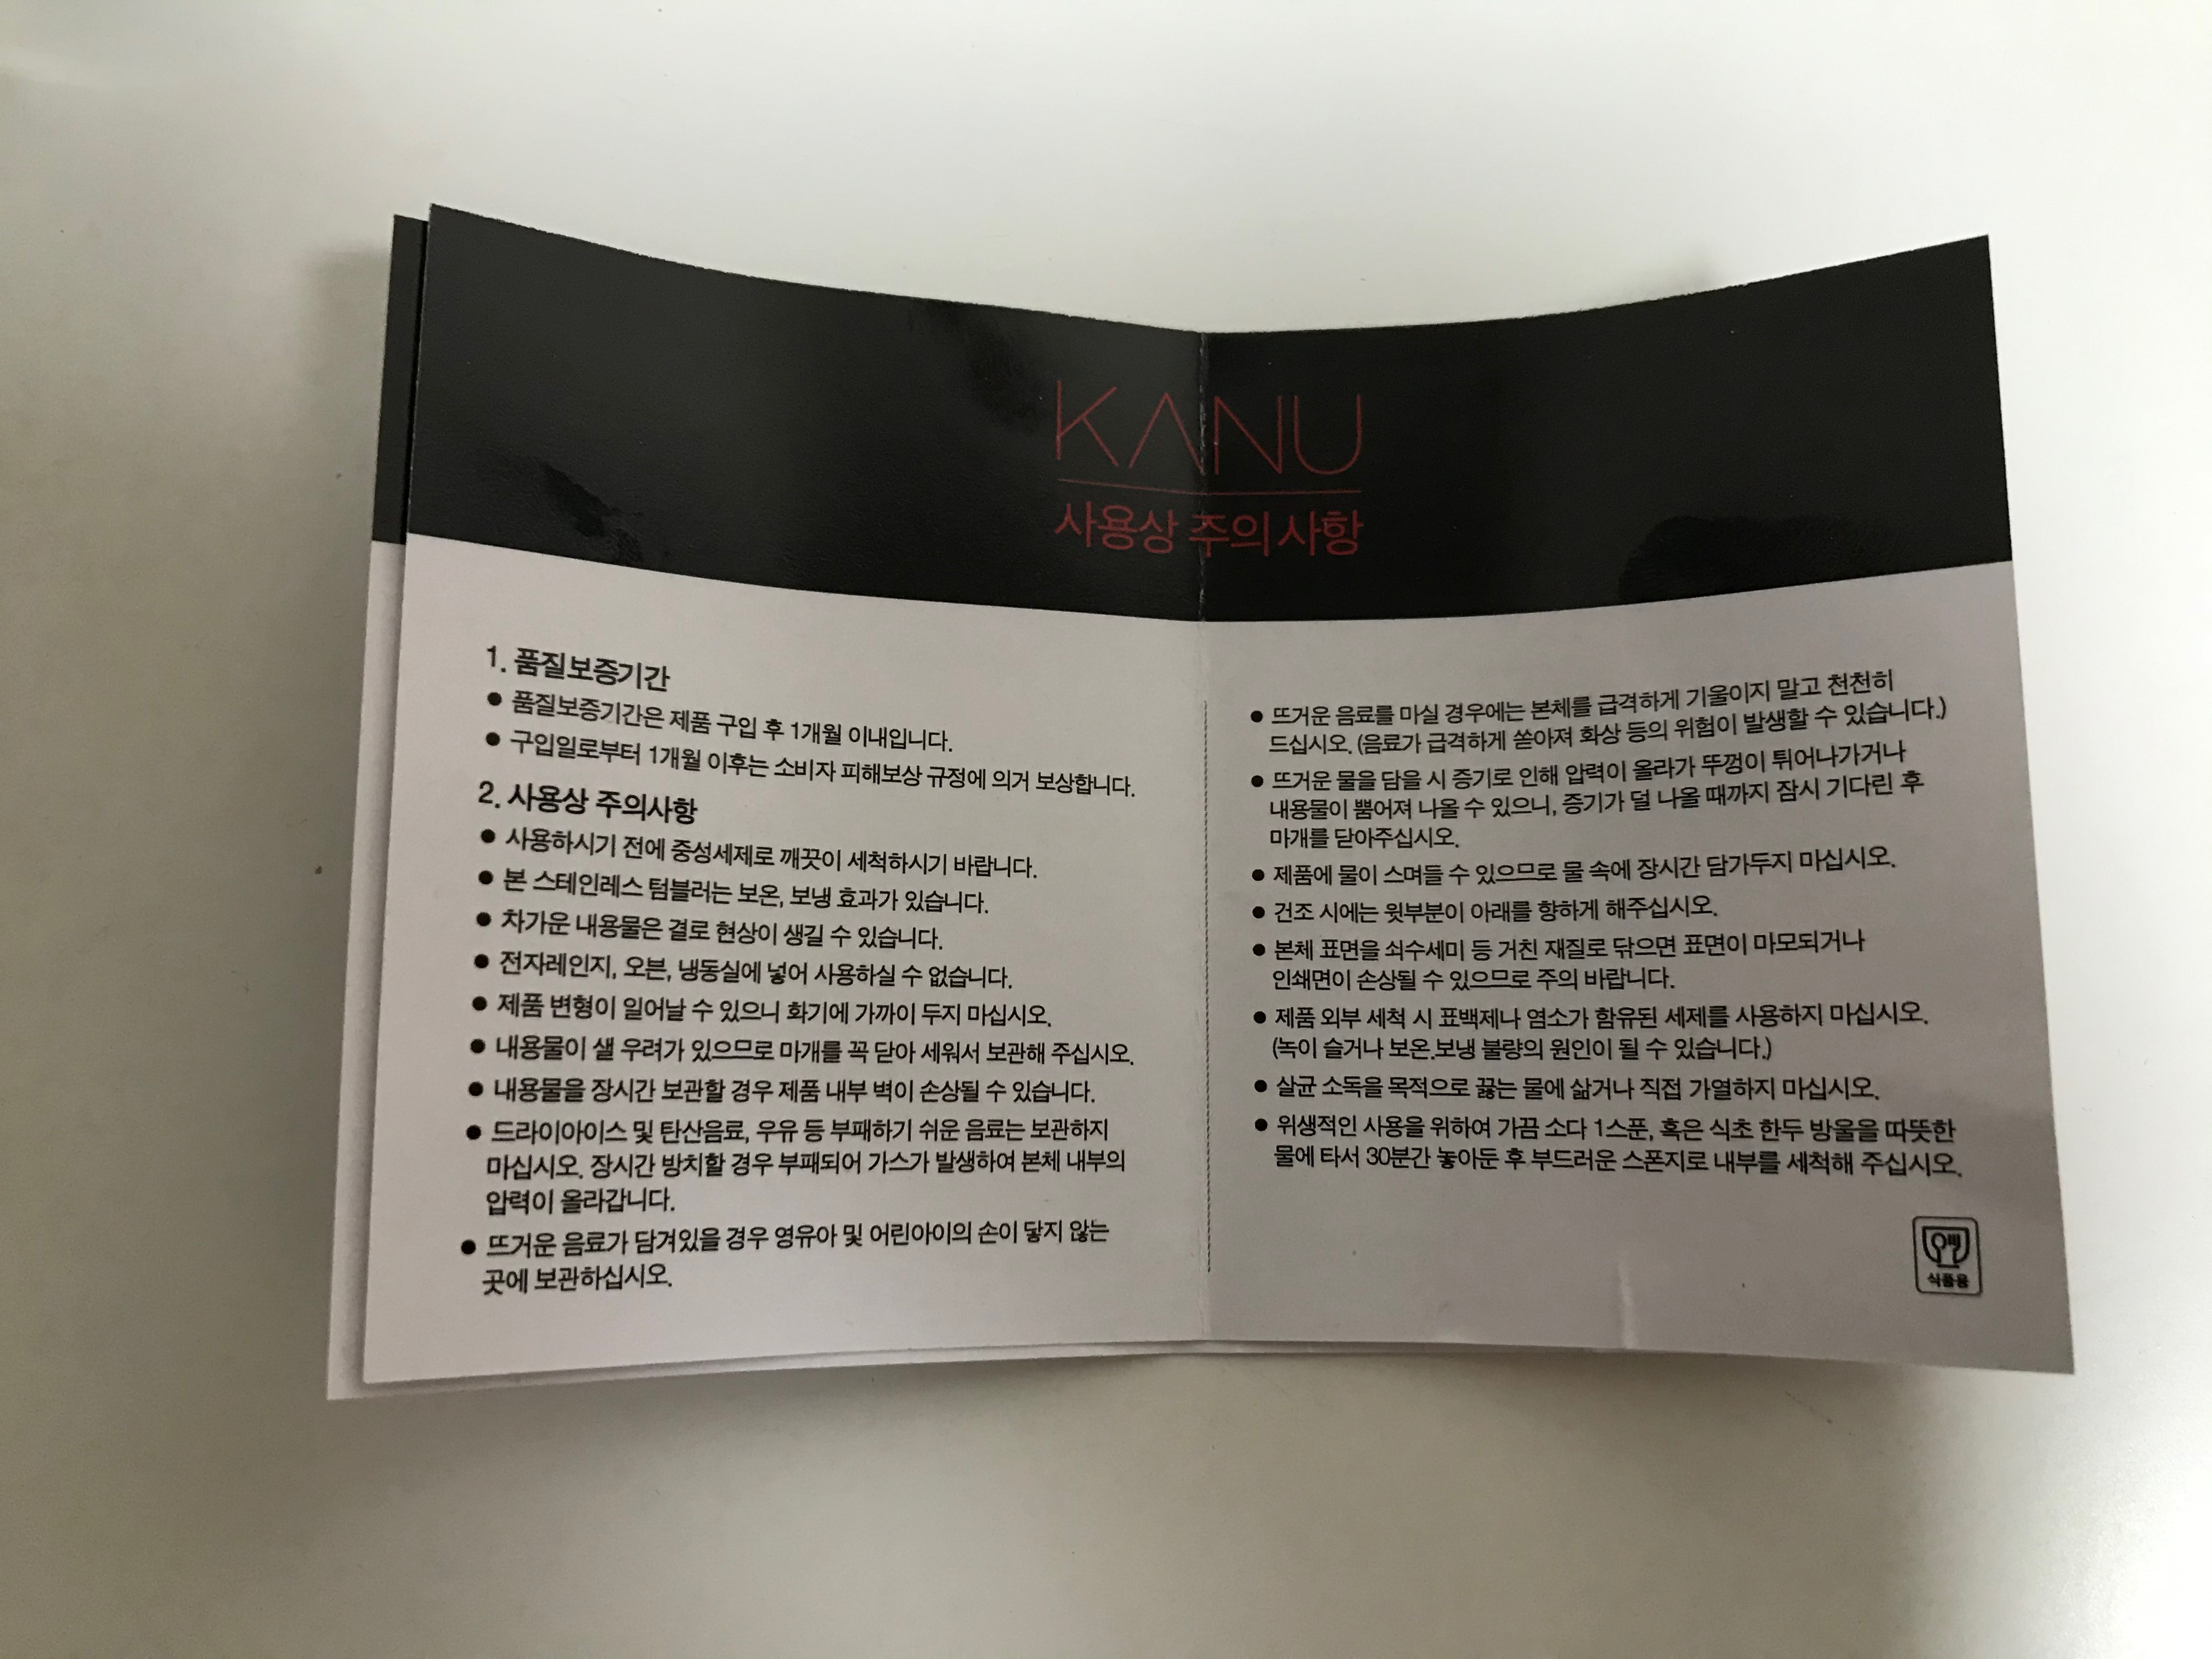 KANU
사용상 주의사항
1. 품질보증기간
● 품질보증기간은 제품 구입 후 1개월 이내입니다.
● 구입일로부터 1개월 이후는 소비자 피해보상 규정에 의거 보상합니다.
2. 사용상 주의사항
● 사용하시기 전에 중성세제로 깨끗이 세척하시기 바랍니다.
● 본 스테인레스 텀블러는 보온, 보냉 효과가 있습니다.
● 차가운 내용물은 결로 현상이 생길 수 있습니다.
● 전자레인지, 오븐, 냉동실에 넣어 사용하실 수 없습니다.
● 제품 변형이 일어날 수 있으니 화기에 가까이 두지 마십시오.
● 내용물이 샐 우려가 있으므로 마개를 꼭 닫아 세워서 보관해 주십시오.
● 내용물을 장시간 보관할 경우 제품 내부 벽이 손상될 수 있습니다.
● 드라이아이스 및 탄산음료, 우유 등 부패하기 쉬운 음료는 보관하지
마십시오. 장시간 방치할 경우 부패되어 가스가 발생하여 본체 내부의
압력이 올라갑니다.
● 뜨거운 음료가 담겨있을 경우 영유아 및 어린아이의 손이 닿지 않는
곳에 보관하십시오.
● 뜨거운 음료를 마실 경우에는 본체를 급격하게 기울이지 말고 천천히
드십시오. (음료가 급격하게 쏟아져 화상 등의 위험이 발생할 수 있습니다.)
● 뜨거운 물을 담을 시 증기로 인해 압력이 올라가 뚜껑이 튀어나가거나
내용물이 뿜어져 나올 수 있으니, 증기가 덜 나올 때까지 잠시 기다린 후
마개를 닫아주십시오.
● 제품에 물이 스며들 수 있으므로 물 속에 장시간 담가두지 마십시오.
● 건조 시에는 윗부분이 아래를 향하게 해주십시오.
● 본체 표면을 쇠수세미 등 거친 재질로 닦으면 표면이 마모되거나
인쇄면이 손상될 수 있으므로 주의 바랍니다.
● 제품 외부 세척 시 표백제나 염소가 함유된 세제를 사용하지 마십시오.
(녹이 슬거나 보온.보냉 불량의 원인이 될 수 있습니다.)
● 살균 소독을 목적으로 끓는 물에 삶거나 직접 가열하지 마십시오.
● 위생적인 사용을 위하여 가끔 소다 1스푼, 혹은 식초 한두 방울을 따뜻한
물에 타서 30분간 놓아둔 후 부드러운 스폰지로 내부를 세척해 주십시오.
식품용